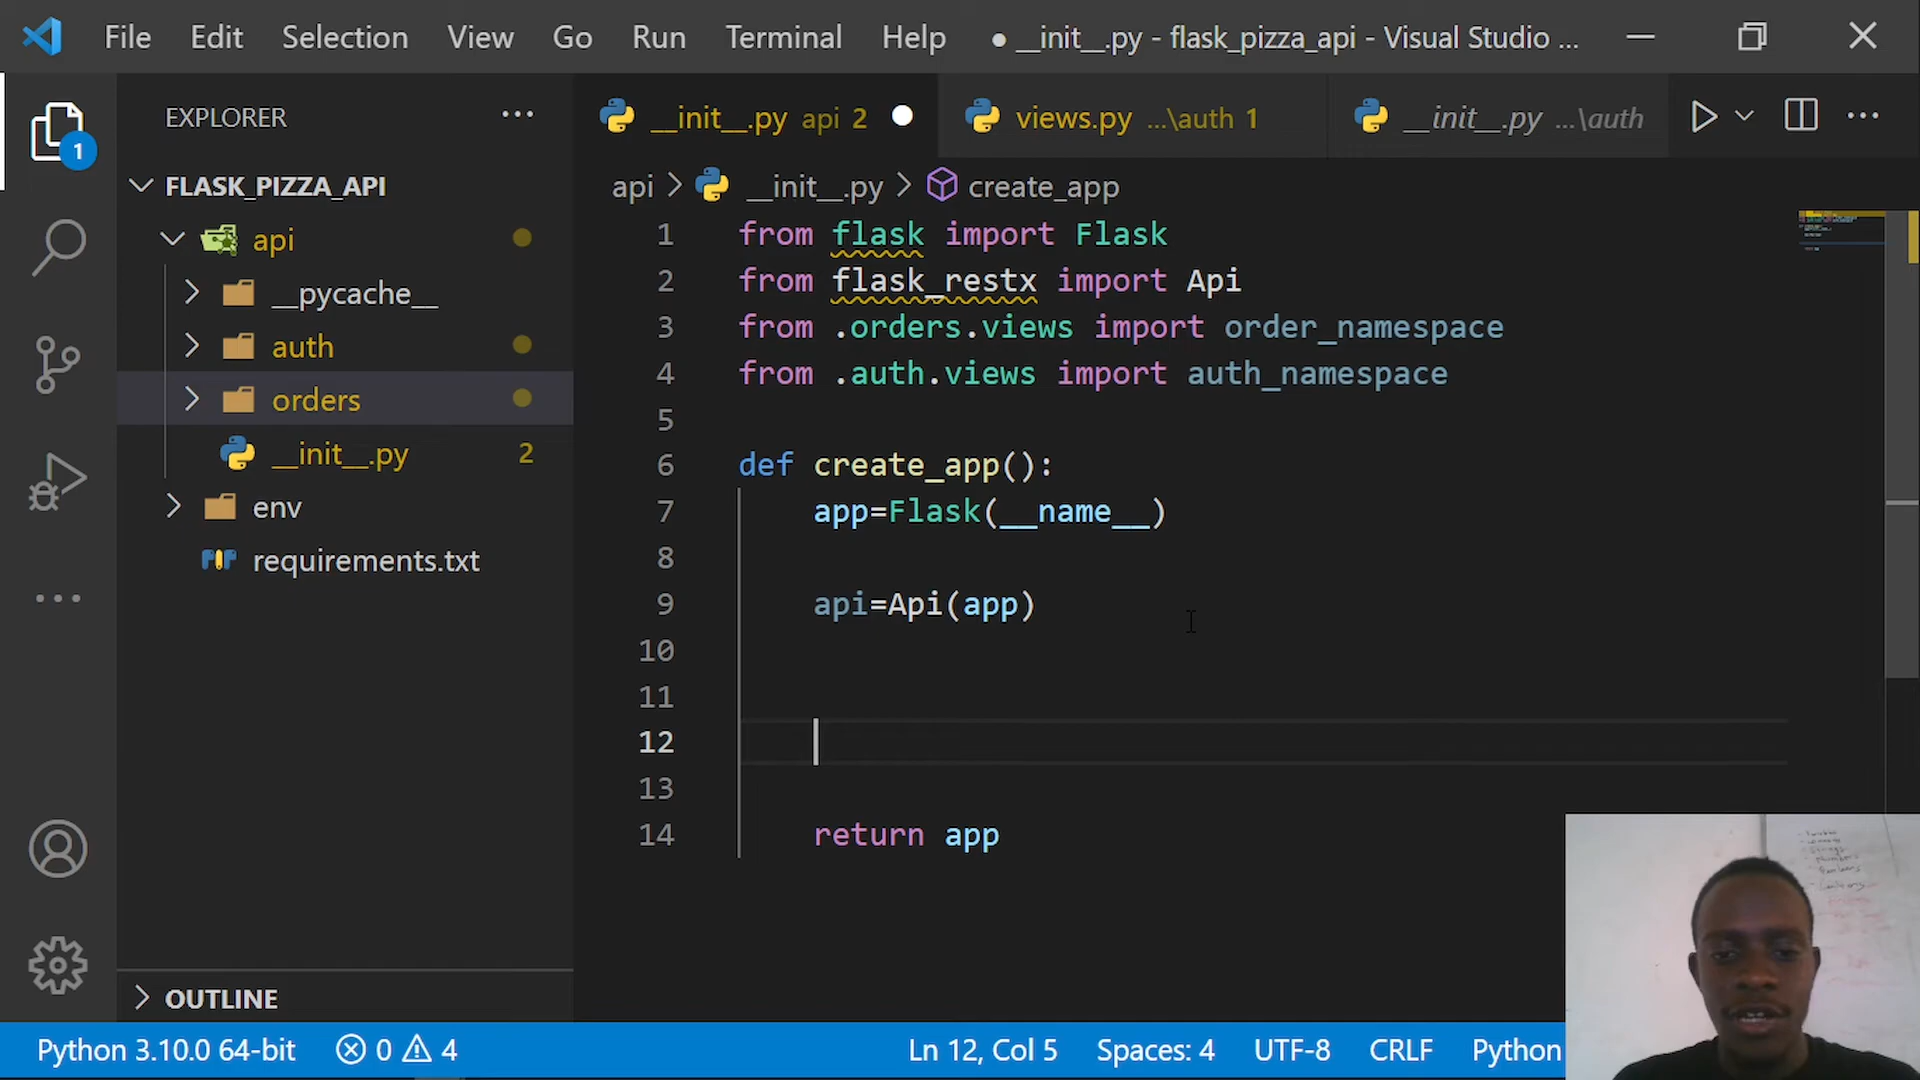 File Edit Selection View Go Run Terminal Help ● __init__.py - flask_pizza_api - Visual Studio ...
EXPLORER ...
__init__.py api 2
views.py ...\auth 1
__init__.py ...\auth
1
FLASK_PIZZA_API
api
__pycache__
auth
orders
__init__.py 2
env
requirements.txt
OUTLINE
api > __init__.py > create_app
1 from flask import Flask
2 from flask_restx import Api
3 from .orders.views import order_namespace
4 from .auth.views import auth_namespace
5
6 def create_app():
7 app=Flask(__name__)
8
9 api=Api(app)
10
11
12
13
14 return app
Python 3.10.0 64-bit 0 4 Ln 12, Col 5 Spaces: 4 UTF-8 CRLF Python